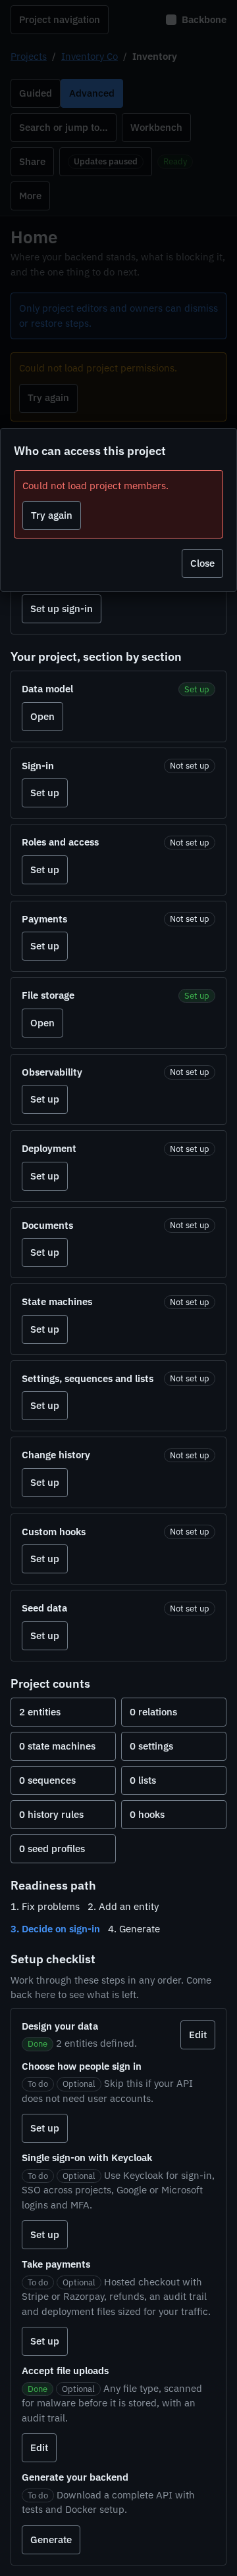 Project navigation
Backbone
Projects / Inventory Co / Inventory
Guided Advanced
Search or jump to... Workbench
Share Updates paused Ready
More
Home
Where your backend stands, what is blocking it,
and the one thing to do next.
Only project editors and owners can dismiss
or restore steps.
Could not load project permissions.
Try again
Who can access this project
Could not load project members.
Try again
Close
Set up sign-in
Your project, section by section
Data model Set up
Open
Sign-in Not set up
Set up
Roles and access Not set up
Set up
Payments Not set up
Set up
File storage Set up
Open
Observability Not set up
Set up
Deployment Not set up
Set up
Documents Not set up
Set up
State machines Not set up
Set up
Settings, sequences and lists Not set up
Set up
Change history Not set up
Set up
Custom hooks Not set up
Set up
Seed data Not set up
Set up
Project counts
2 entities 0 relations
0 state machines 0 settings
0 sequences 0 lists
0 history rules 0 hooks
0 seed profiles
Readiness path
1. Fix problems 2. Add an entity
3. Decide on sign-in 4. Generate
Setup checklist
Work through these steps in any order. Come
back here to see what is left.
Design your data
Done 2 entities defined.
Edit
Choose how people sign in
To do Optional Skip this if your API
does not need user accounts.
Set up
Single sign-on with Keycloak
To do Optional Use Keycloak for sign-in,
SSO across projects, Google or Microsoft
logins and MFA.
Set up
Take payments
To do Optional Hosted checkout with
Stripe or Razorpay, refunds, an audit trail
and deployment files sized for your traffic.
Set up
Accept file uploads
Done Optional Any file type, scanned
for malware before it is stored, with an
audit trail.
Edit
Generate your backend
To do Download a complete API with
tests and Docker setup.
Generate